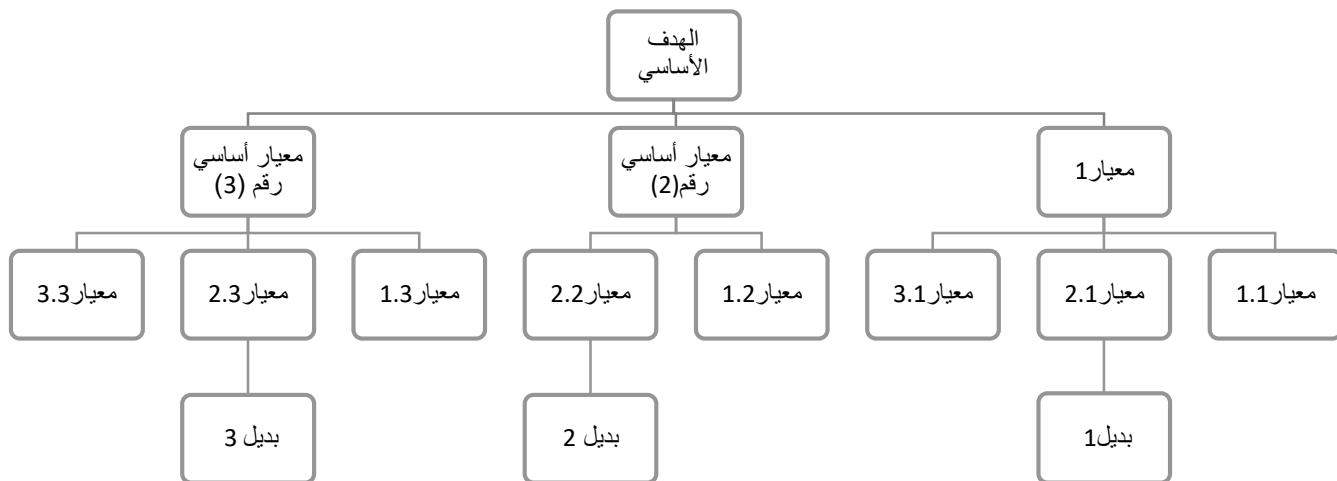 الهدف
الأساسي
معيار1
معيار أساسي
رقم(2)
معيار أساسي
رقم (3)
معيار1.1
معيار2.1
معيار3.1
معيار1.2
معيار2.2
معيار1.3
معيار2.3
معيار3.3
بديل1
بديل 2
بديل 3